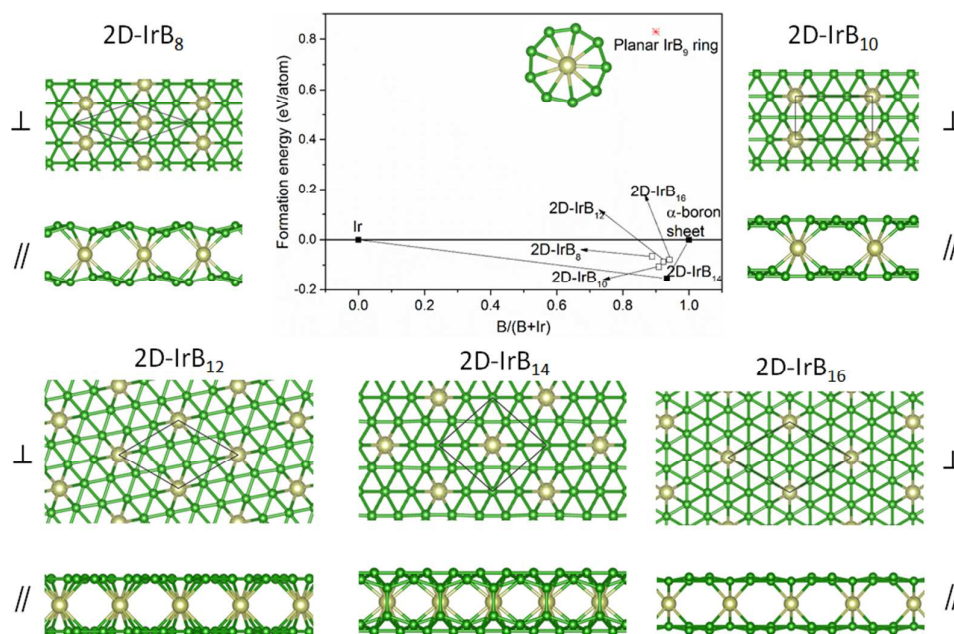 2D-IrB₈
2D-IrB₁₀
⊥
//
⊥
//
Formation energy (eV/atom)
0.8
0.6
0.4
0.2
0.0
-0.2
Planar IrB₉ ring
2D-IrB₁₆
2D-IrB₁₂
α-boron
sheet
Ir
2D-IrB₈
2D-IrB₁₀
2D-IrB₁₄
0.0 0.2 0.4 0.6 0.8 1.0
B/(B+Ir)
2D-IrB₁₂
2D-IrB₁₄
2D-IrB₁₆
⊥
⊥
//
//